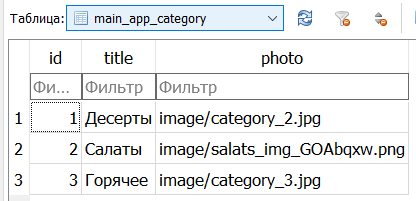 Таблица: main_app_category
id title photo
Фи... Фильтр Фильтр
1 1 Десерты image/category_2.jpg
2 2 Салаты image/salats_img_GOAbqxw.png
3 3 Горячее image/category_3.jpg